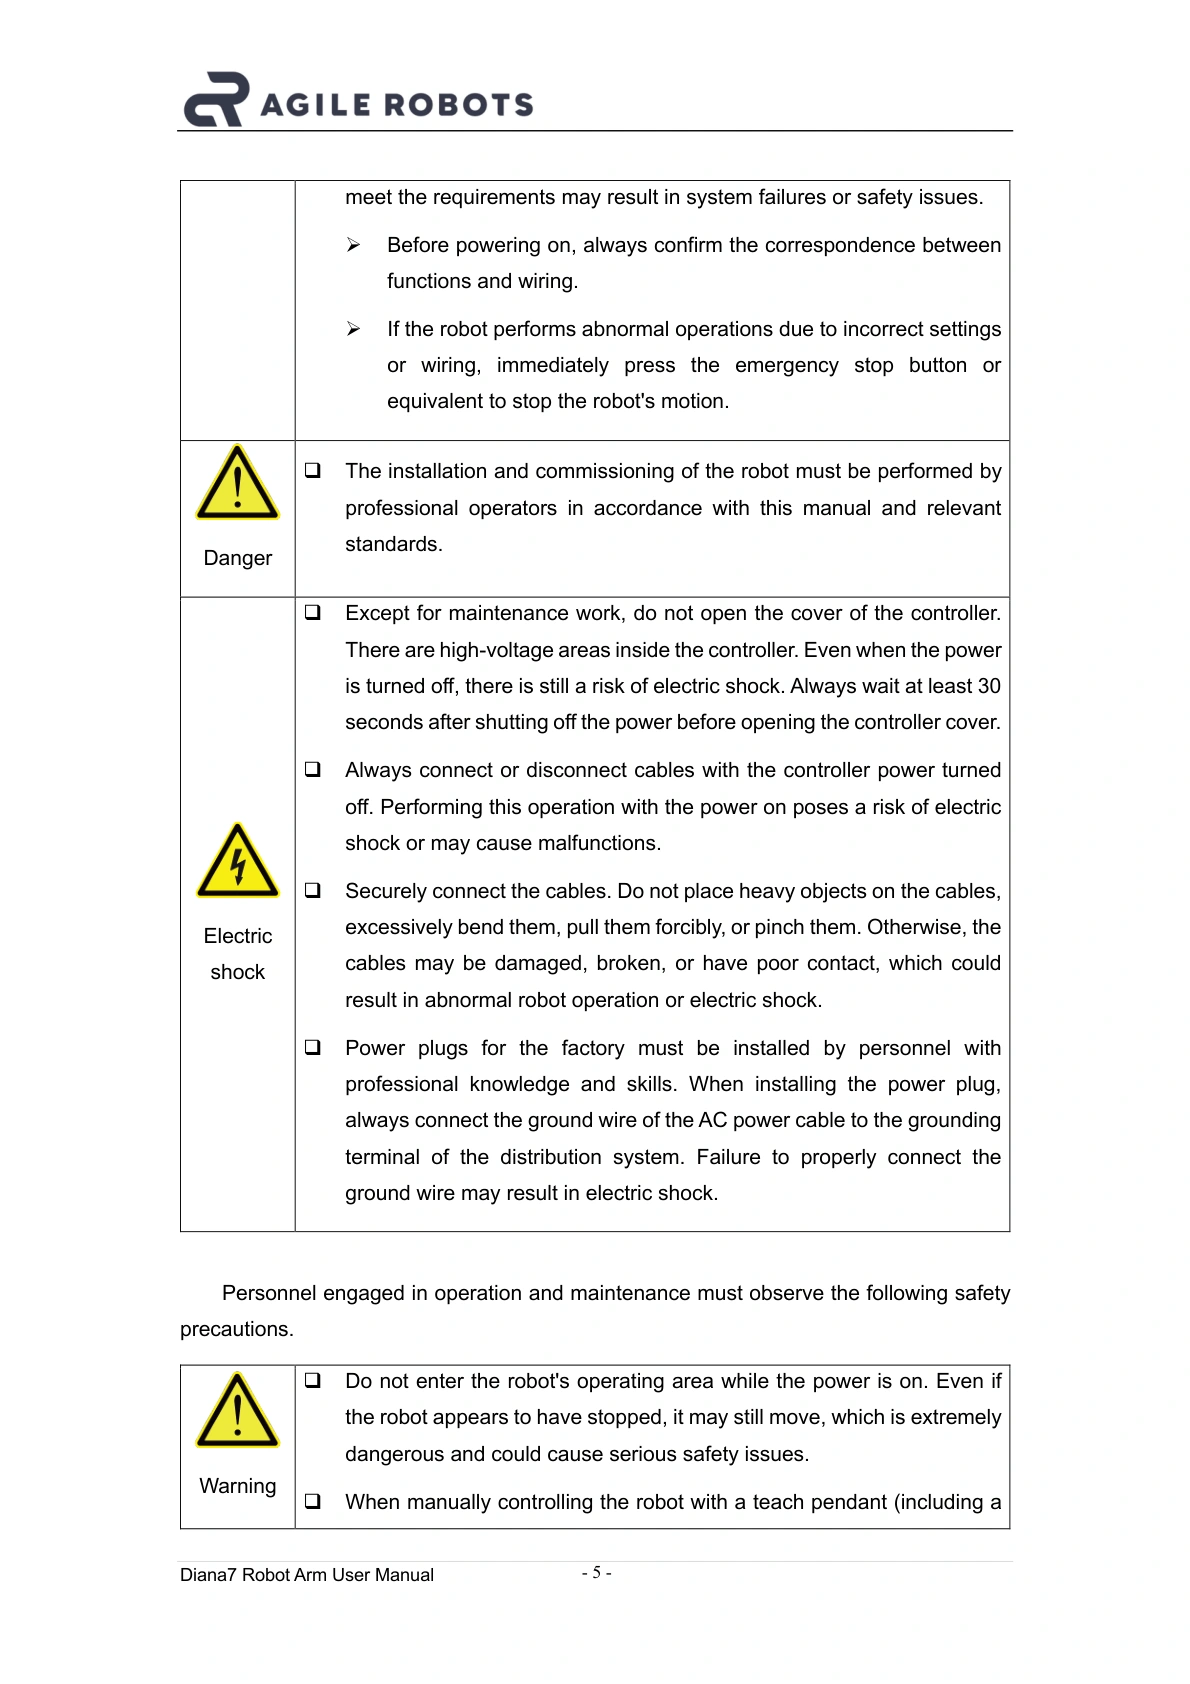 AGILE ROBOTS
meet the requirements may result in system failures or safety issues.
➢ Before powering on, always confirm the correspondence between
functions and wiring.
➢ If the robot performs abnormal operations due to incorrect settings
or wiring, immediately press the emergency stop button or
equivalent to stop the robot's motion.
Danger
❑ The installation and commissioning of the robot must be performed by
professional operators in accordance with this manual and relevant
standards.
Electric
shock
❑ Except for maintenance work, do not open the cover of the controller.
There are high-voltage areas inside the controller. Even when the power
is turned off, there is still a risk of electric shock. Always wait at least 30
seconds after shutting off the power before opening the controller cover.
❑ Always connect or disconnect cables with the controller power turned
off. Performing this operation with the power on poses a risk of electric
shock or may cause malfunctions.
❑ Securely connect the cables. Do not place heavy objects on the cables,
excessively bend them, pull them forcibly, or pinch them. Otherwise, the
cables may be damaged, broken, or have poor contact, which could
result in abnormal robot operation or electric shock.
❑ Power plugs for the factory must be installed by personnel with
professional knowledge and skills. When installing the power plug,
always connect the ground wire of the AC power cable to the grounding
terminal of the distribution system. Failure to properly connect the
ground wire may result in electric shock.
Personnel engaged in operation and maintenance must observe the following safety
precautions.
Warning
❑ Do not enter the robot's operating area while the power is on. Even if
the robot appears to have stopped, it may still move, which is extremely
dangerous and could cause serious safety issues.
❑ When manually controlling the robot with a teach pendant (including a
Diana7 Robot Arm User Manual
- 5 -